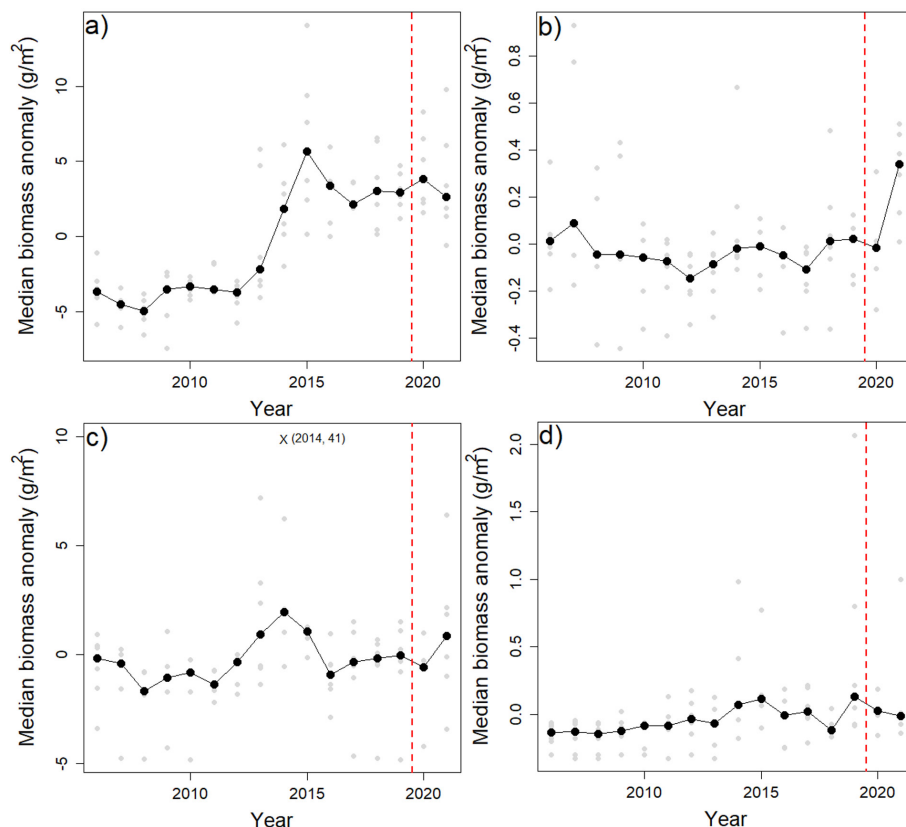 a)
Median biomass anomaly (g/m²)
10
5
0
-5
2010
2015
2020
Year
b)
Median biomass anomaly (g/m²)
0.8
0.6
0.4
0.2
0.0
-0.2
-0.4
2010
2015
2020
Year
c)
Median biomass anomaly (g/m²)
10
5
0
-5
X (2014, 41)
2010
2015
2020
Year
d)
Median biomass anomaly (g/m²)
2.0
1.5
1.0
0.5
0.0
2010
2015
2020
Year